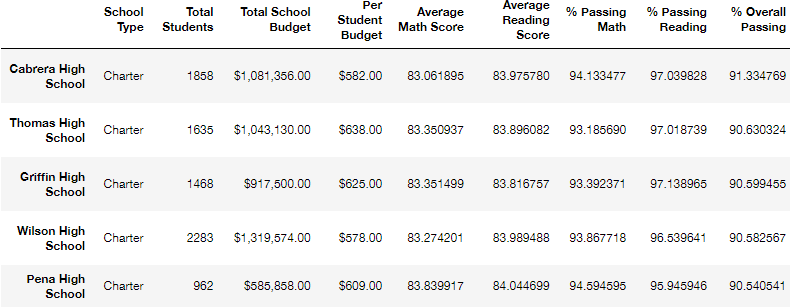 School Type Total Students Total School Budget Per Student Budget Average Math Score Average Reading Score % Passing Math % Passing Reading % Overall Passing
Cabrera High School Charter 1858 $1,081,356.00 $582.00 83.061895 83.975780 94.133477 97.039828 91.334769
Thomas High School Charter 1635 $1,043,130.00 $638.00 83.350937 83.896082 93.185690 97.018739 90.630324
Griffin High School Charter 1468 $917,500.00 $625.00 83.351499 83.816757 93.392371 97.138965 90.599455
Wilson High School Charter 2283 $1,319,574.00 $578.00 83.274201 83.989488 93.867718 96.539641 90.582567
Pena High School Charter 962 $585,858.00 $609.00 83.839917 84.044699 94.594595 95.945946 90.540541